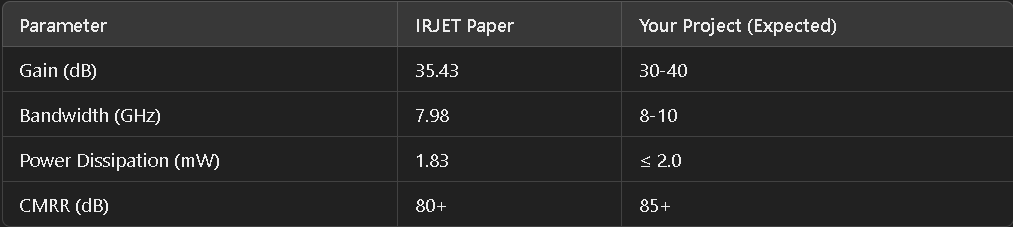 Parameter IRJET Paper Your Project (Expected)
Gain (dB) 35.43 30-40
Bandwidth (GHz) 7.98 8-10
Power Dissipation (mW) 1.83 ≤ 2.0
CMRR (dB) 80+ 85+